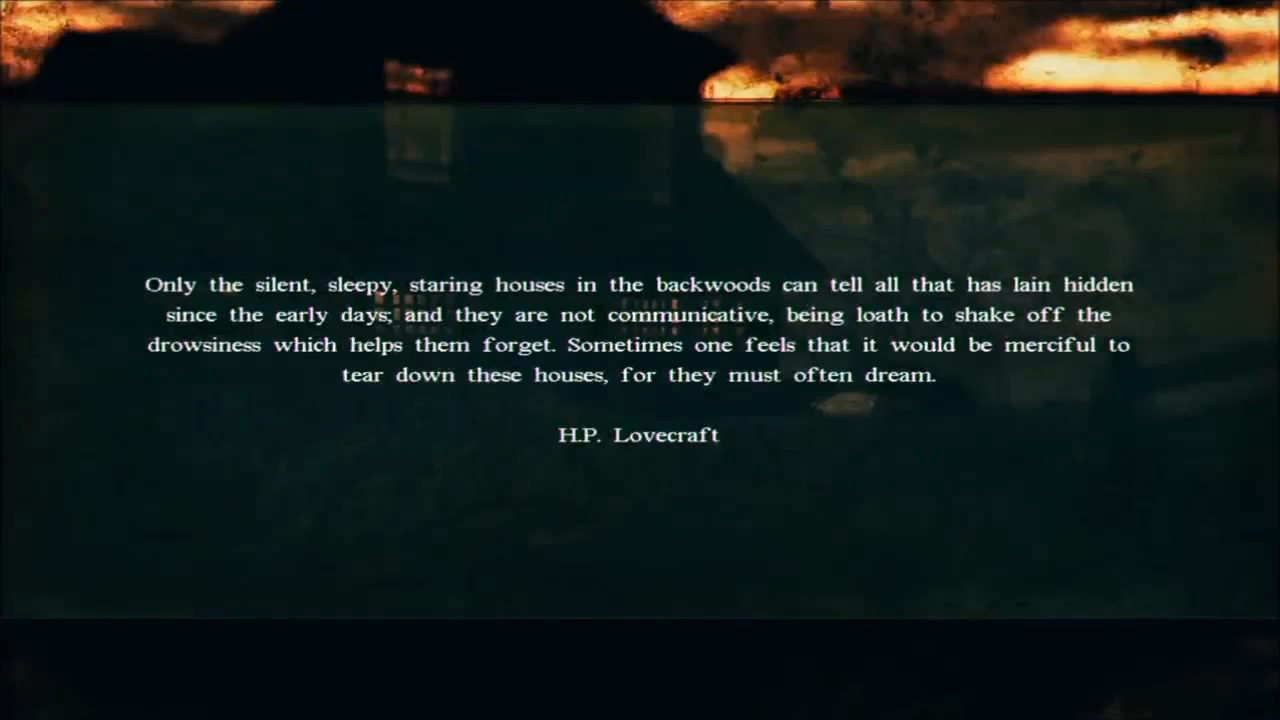 Only the silent, sleepy, staring houses in the backwoods can tell all that has lain hidden
since the early days; and they are not communicative, being loath to shake off the
drowsiness which helps them forget. Sometimes one feels that it would be merciful to
tear down these houses, for they must often dream.
H.P. Lovecraft